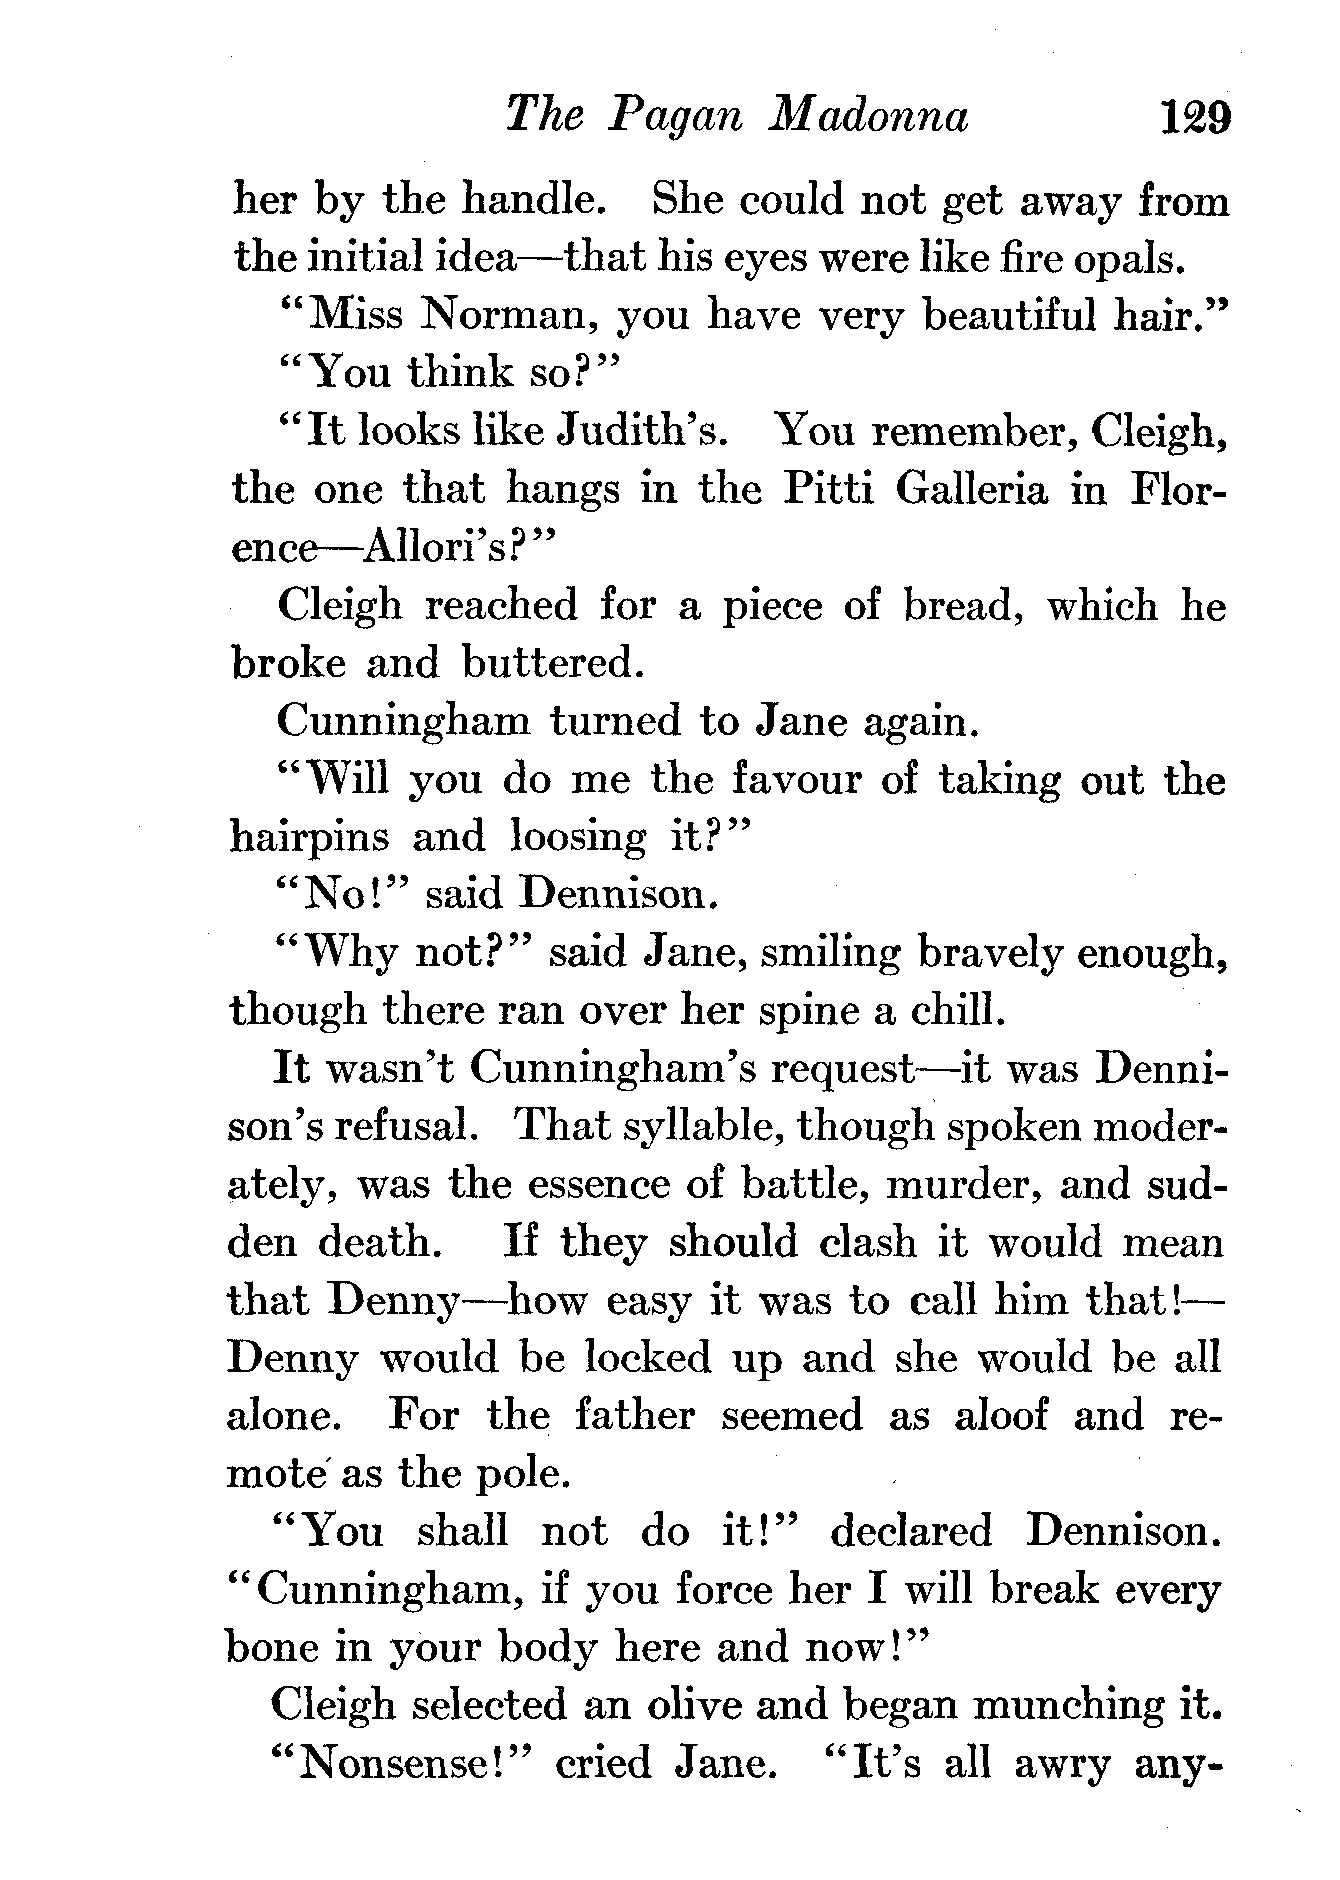 The Pagan Madonna 129
her by the handle. She could not get away from
the initial idea—that his eyes were like fire opals.
“Miss Norman, you have very beautiful hair.”
“You think so?”
“It looks like Judith’s. You remember, Cleigh,
the one that hangs in the Pitti Galleria in Flor-
ence—Allori’s?”
Cleigh reached for a piece of bread, which he
broke and buttered.
Cunningham turned to Jane again.
“Will you do me the favour of taking out the
hairpins and loosing it?”
“No!” said Dennison.
“Why not?” said Jane, smiling bravely enough,
though there ran over her spine a chill.
It wasn’t Cunningham’s request—it was Denni-
son’s refusal. That syllable, though spoken moder-
ately, was the essence of battle, murder, and sud-
den death. If they should clash it would mean
that Denny—how easy it was to call him that!—
Denny would be locked up and she would be all
alone. For the father seemed as aloof and re-
mote as the pole.
“You shall not do it!” declared Dennison.
“Cunningham, if you force her I will break every
bone in your body here and now!”
Cleigh selected an olive and began munching it.
“Nonsense!” cried Jane. “It’s all awry any-